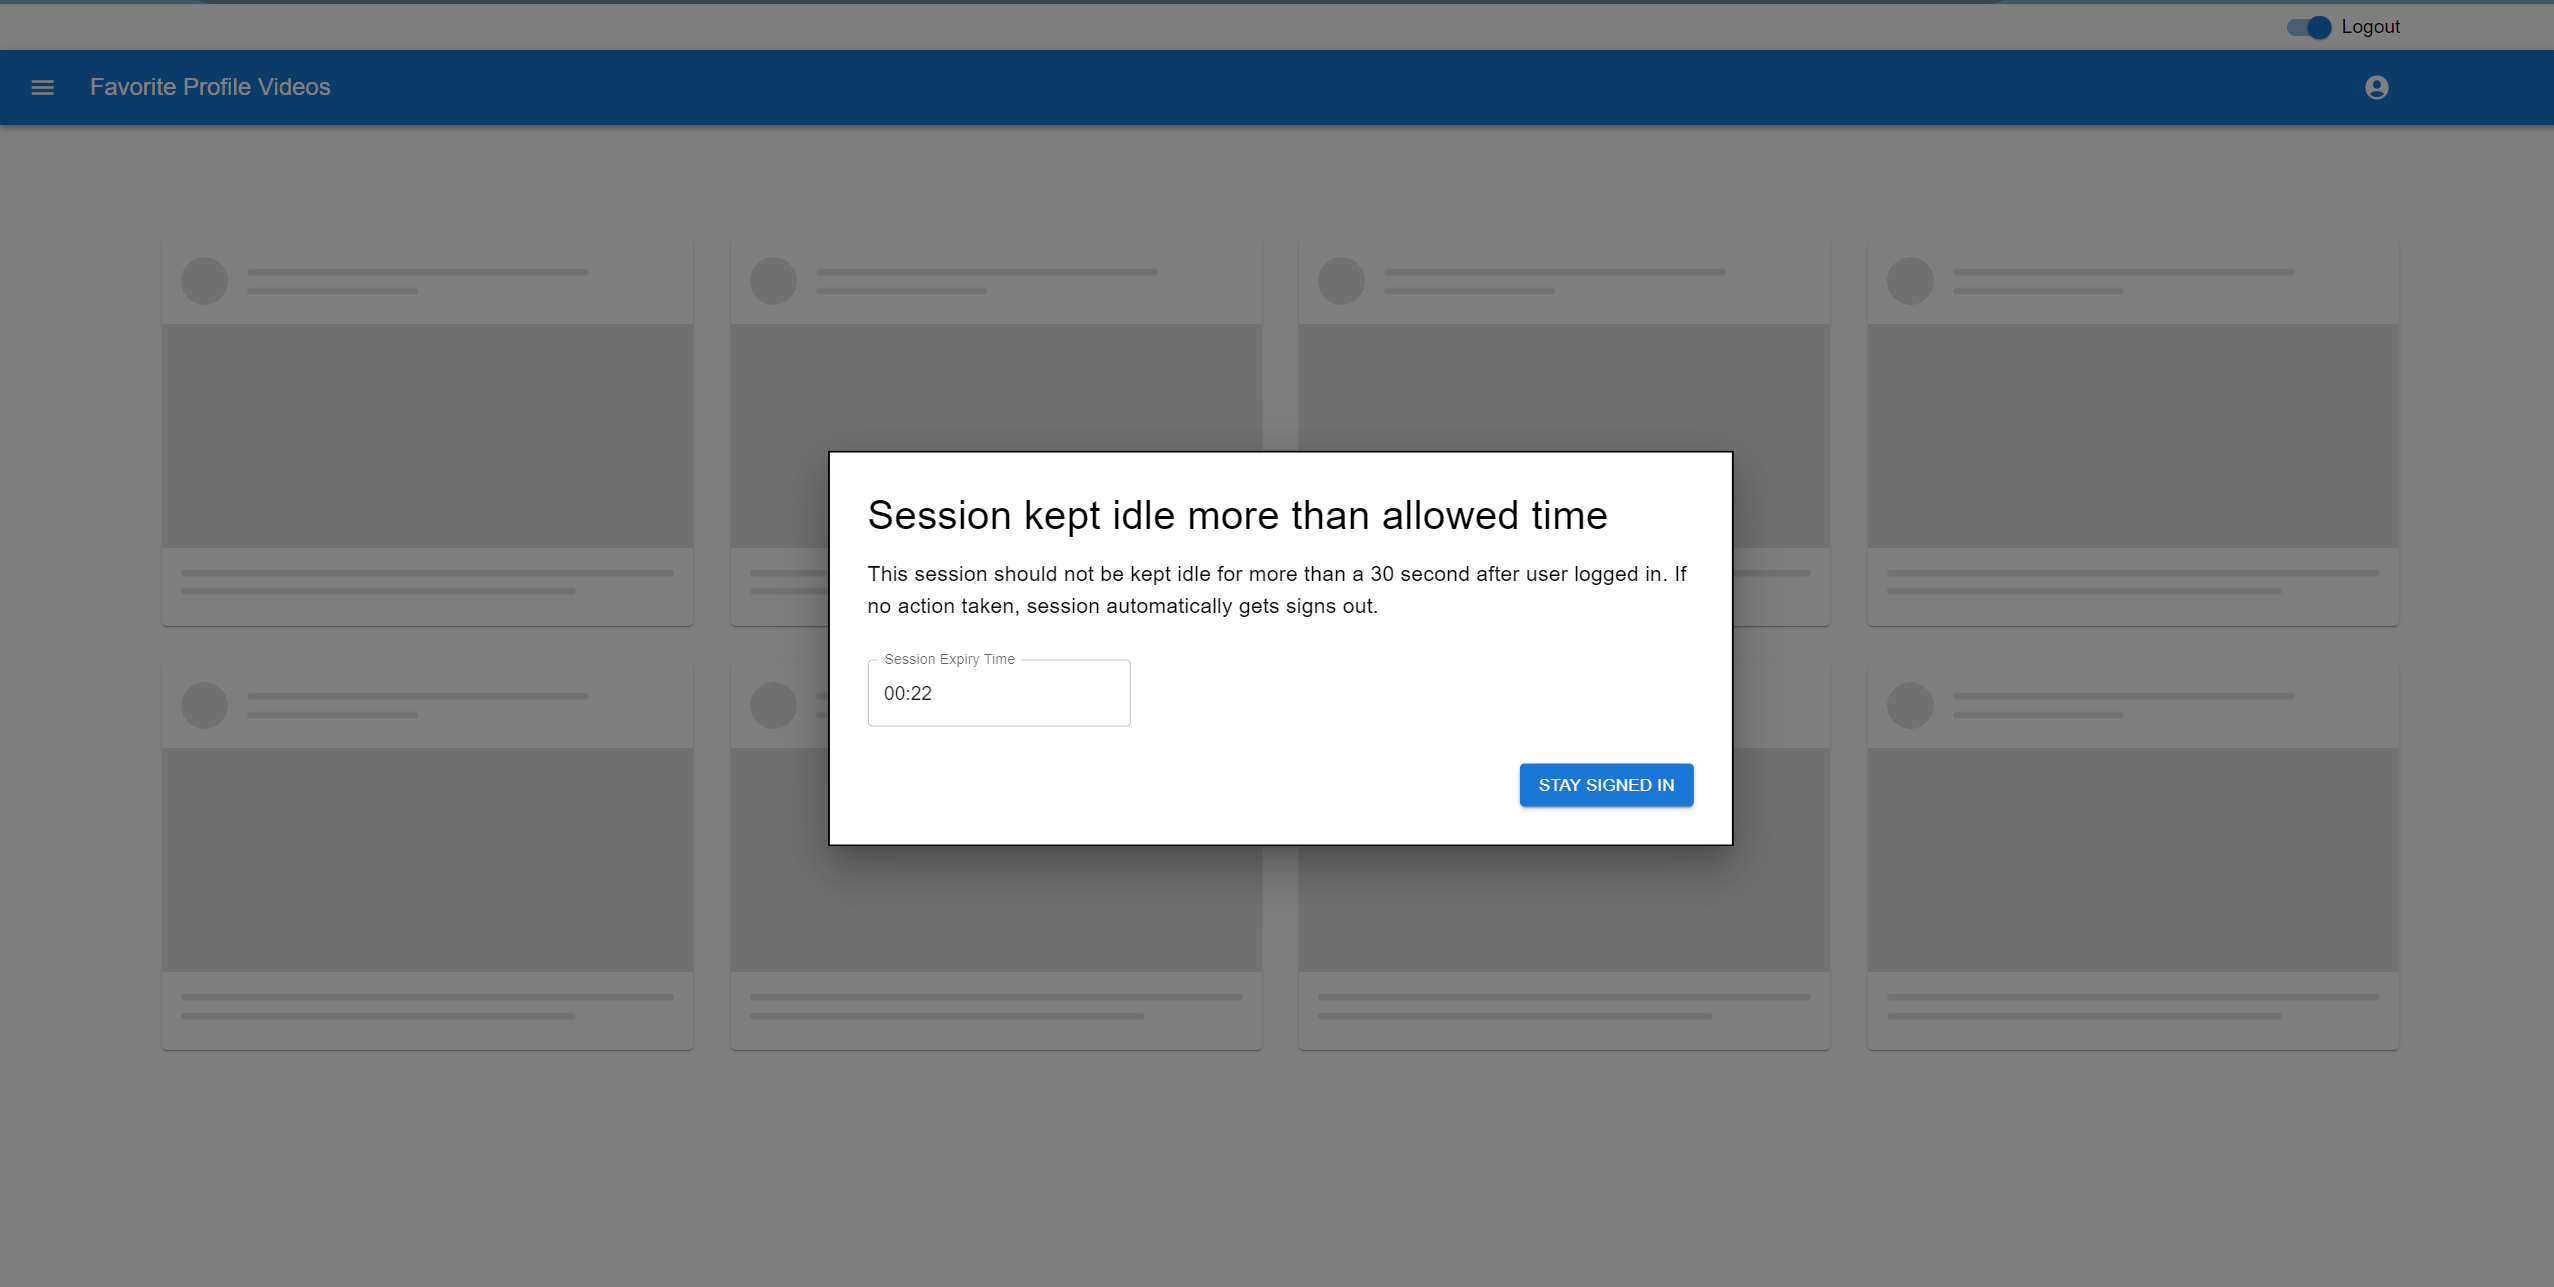 Logout
Favorite Profile Videos
Session kept idle more than allowed time
This session should not be kept idle for more than a 30 second after user logged in. If
no action taken, session automatically gets signs out.
Session Expiry Time
00:22
STAY SIGNED IN